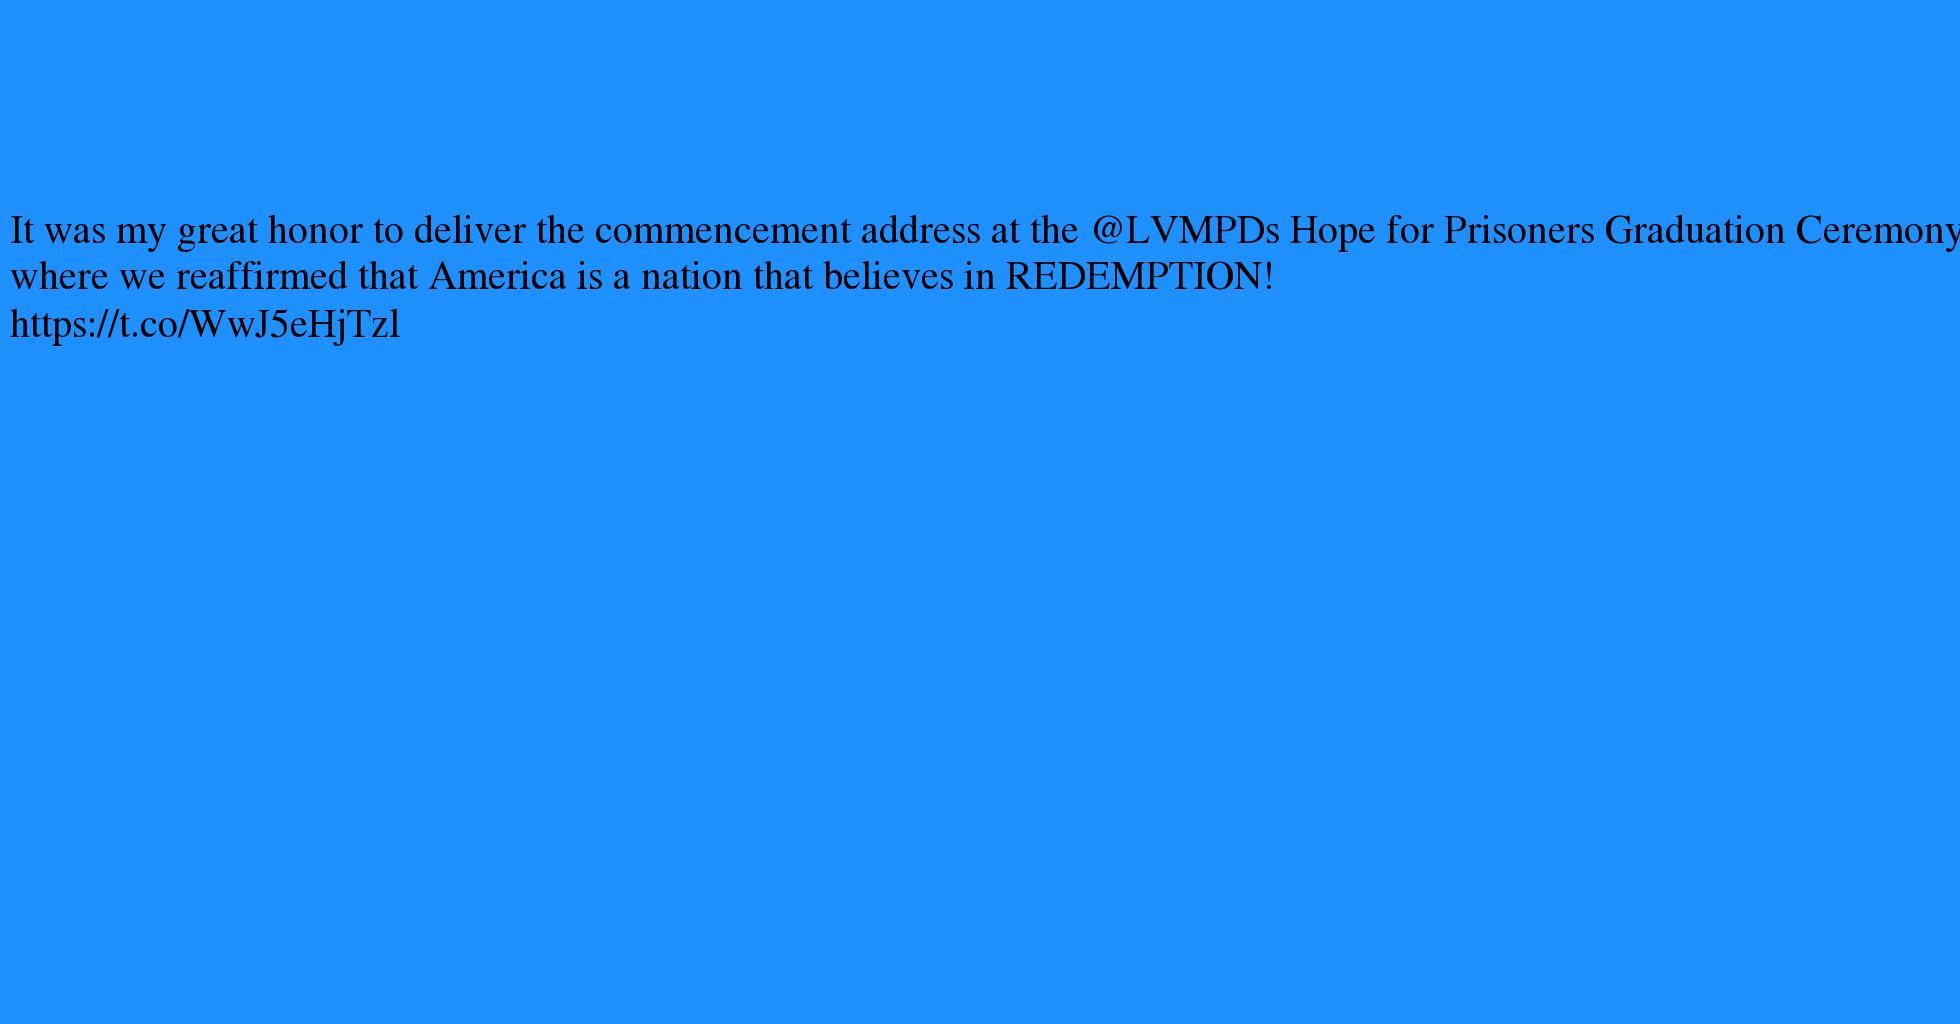 It was my great honor to deliver the commencement address at the @LVMPDs Hope for Prisoners Graduation Ceremony
where we reaffirmed that America is a nation that believes in REDEMPTION!
https://t.co/WwJ5eHjTzl